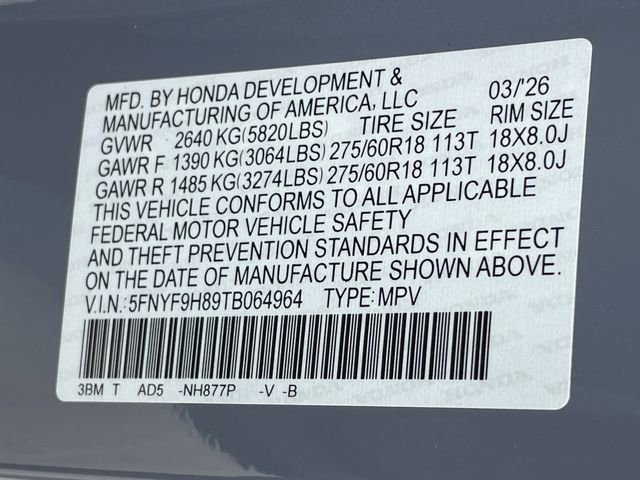 MFD. BY HONDA DEVELOPMENT & 03/'26
MANUFACTURING OF AMERICA, LLC
GVWR 2640 KG(5820LBS) TIRE SIZE RIM SIZE
GAWR F 1390 KG(3064LBS) 275/60R18 113T 18X8.0J
GAWR R 1485 KG(3274LBS) 275/60R18 113T 18X8.0J
THIS VEHICLE CONFORMS TO ALL APPLICABLE
FEDERAL MOTOR VEHICLE SAFETY
AND THEFT PREVENTION STANDARDS IN EFFECT
ON THE DATE OF MANUFACTURE SHOWN ABOVE.
V.I.N.: 5FNYF9H89TB064964 TYPE: MPV
3BM T AD5 -NH877P -V -B